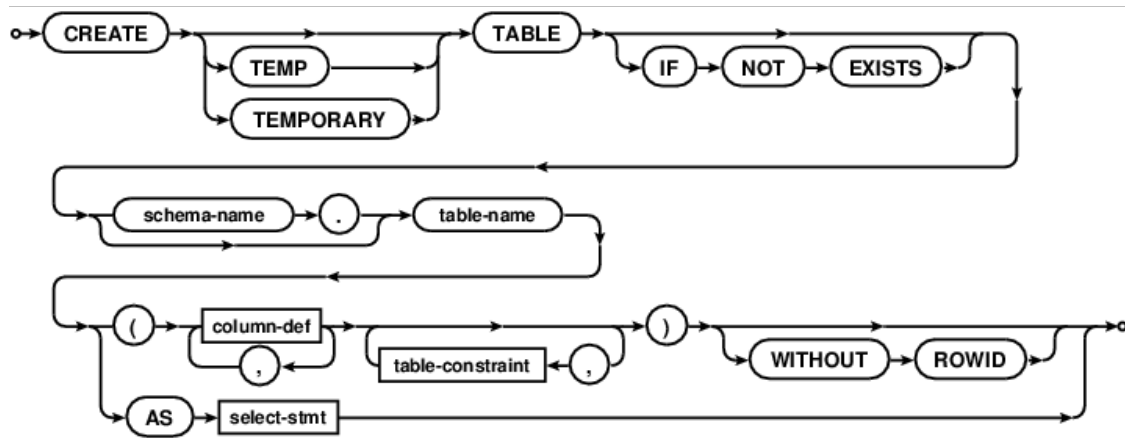 CREATE TABLE
TEMP IF NOT EXISTS
TEMPORARY
schema-name . table-name
( column-def )
, table-constraint , WITHOUT ROWID
AS select-stmt